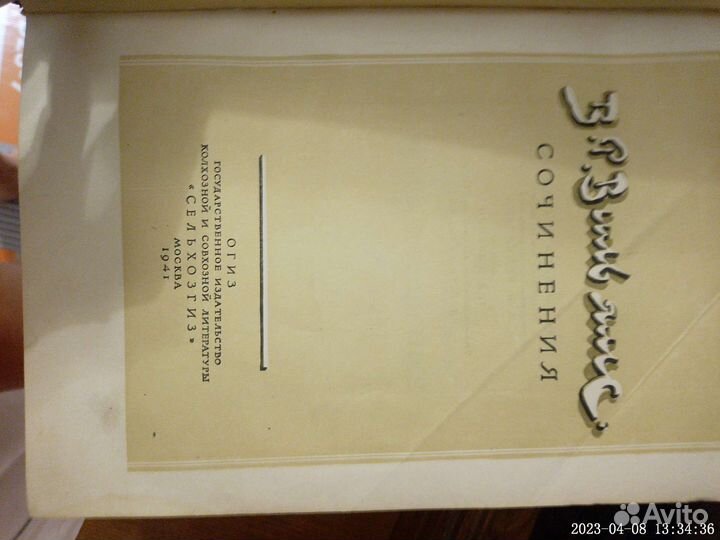 В.Р. Вильямс
СОЧИНЕНИЯ
ОГИЗ
ГОСУДАРСТВЕННОЕ ИЗДАТЕЛЬСТВО
КОЛХОЗНОЙ И СОВХОЗНОЙ ЛИТЕРАТУРЫ
«СЕЛЬХОЗГИЗ»
МОСКВА
1941
2023-04-08 13:34:36
Avito